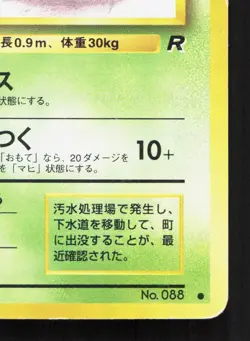 長0.9m、体重30kg
R
ス
状態にする。
つく
10+
「おもて」なら、20ダメージを
を「マヒ」状態にする。
汚水処理場で発生し、
下水道を移動して、町
に出没することが、最
近確認された。
No. 088 ●